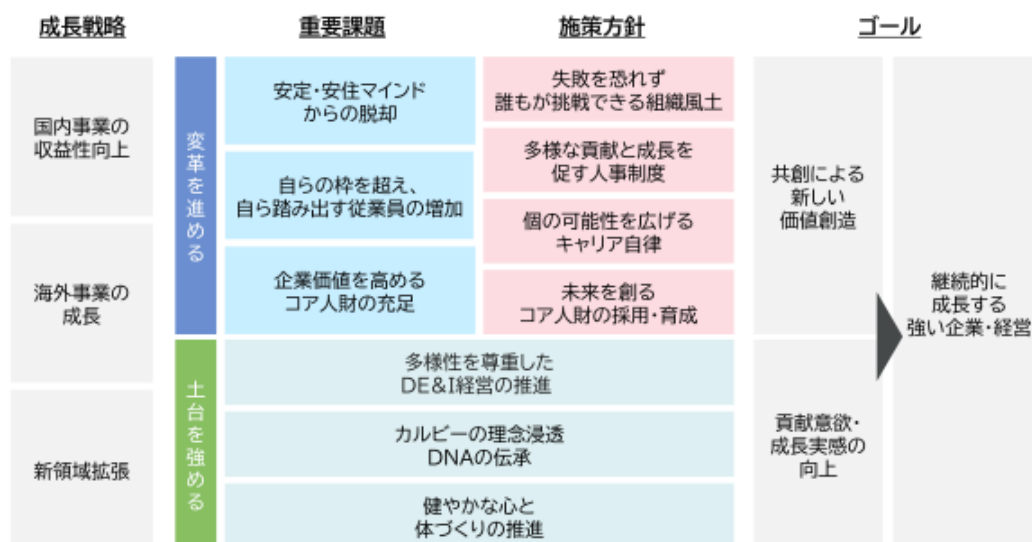 成長戦略
重要課題
施策方針
ゴール
国内事業の
収益性向上
海外事業の
成長
新領域拡張
変革を進める
安定・安住マインド
からの脱却
自らの枠を超え、
自ら踏み出す従業員の増加
企業価値を高める
コア人財の充足
失敗を恐れず
誰もが挑戦できる組織風土
多様な貢献と成長を
促す人事制度
個の可能性を広げる
キャリア自律
未来を創る
コア人財の採用・育成
土台を強める
多様性を尊重した
DE&I経営の推進
カルビーの理念浸透
DNAの伝承
健やかな心と
体づくりの推進
共創による
新しい
価値創造
貢献意欲・
成長実感の
向上
継続的に
成長する
強い企業・経営